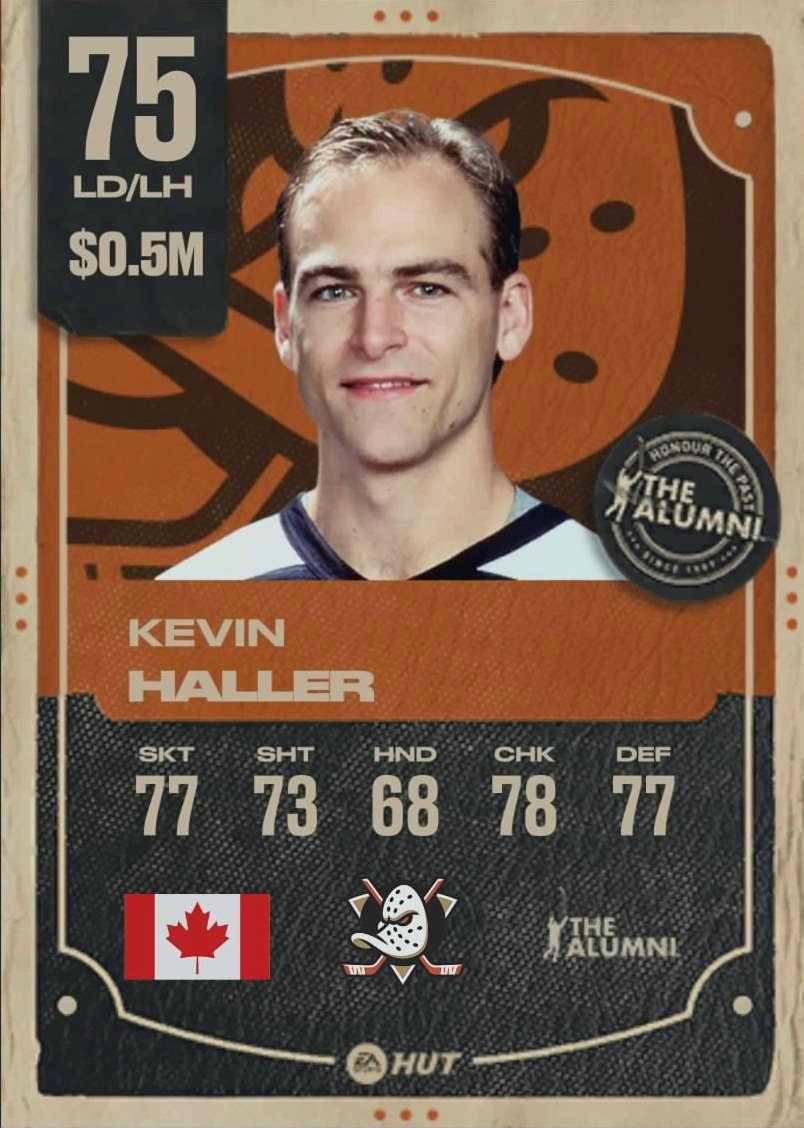 75
LD/LH
$0.5M
HONOUR THE PAST
THE
ALUMNI
KEVIN
HALLER
SKT SHT HND CHK DEF
77 73 68 78 77
THE
ALUMNI
EA
HUT